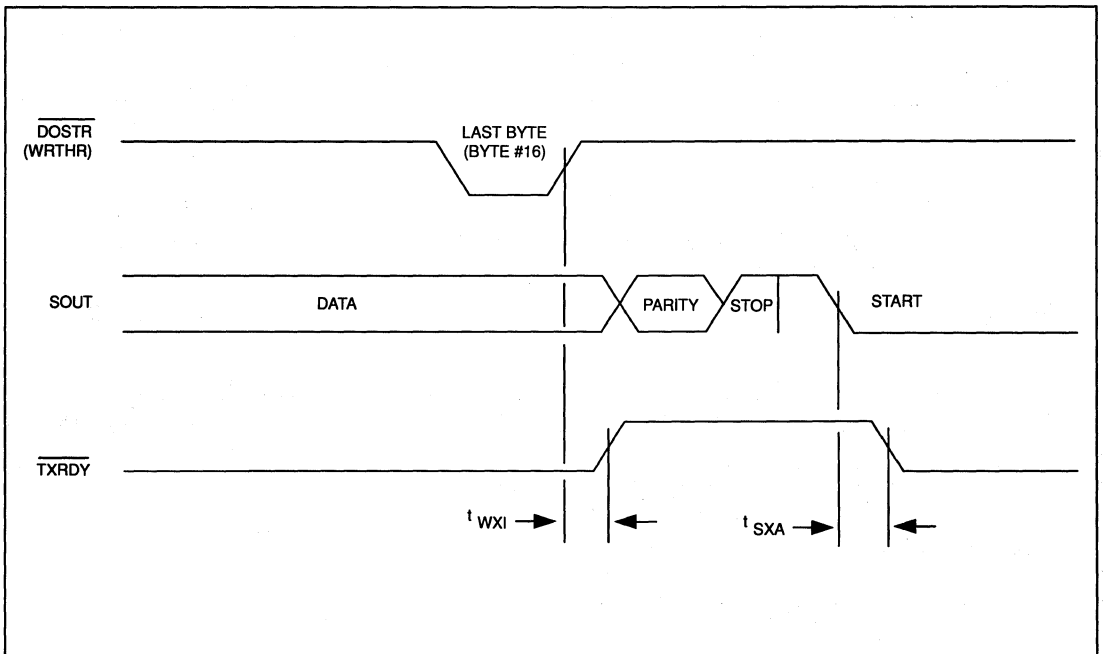 DOSTR
(WRTHR)
LAST BYTE
(BYTE #16)
SOUT
DATA
PARITY
STOP
START
TXRDY
t WXI
t SXA